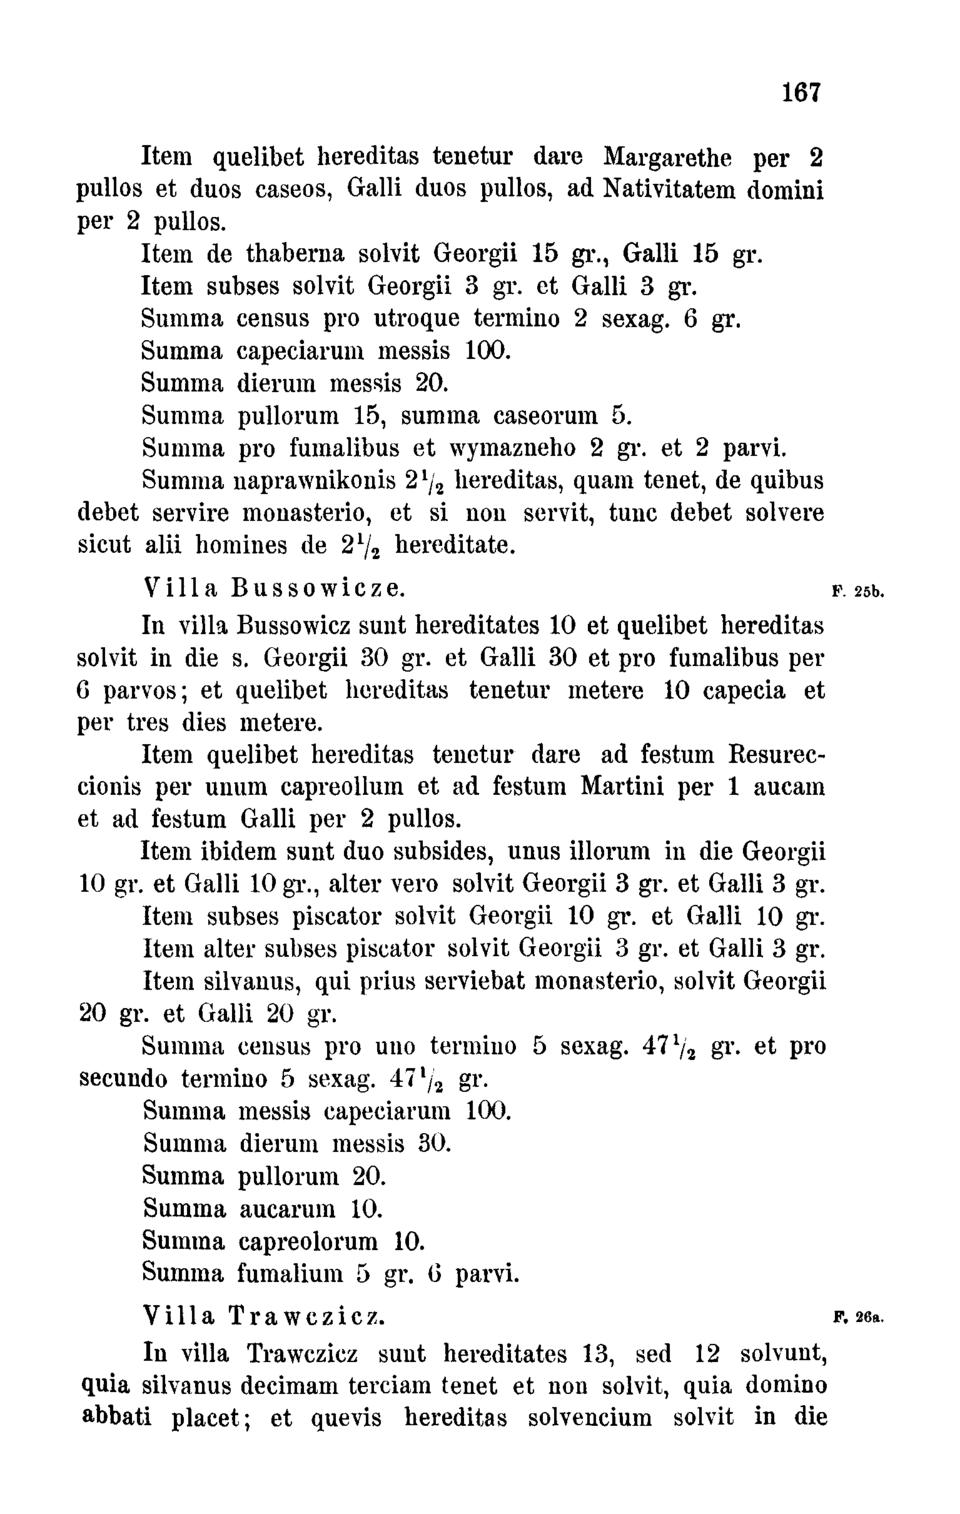 167
Item quelibet hereditas tenetur dare Margarethe per 2
pullos et duos caseos, Galli duos pullos, ad Nativitatem domini
per 2 pullos.
Item de thaberna solvit Georgii 15 gr., Galli 15 gr.
Item subses solvit Georgii 3 gr. et Galli 3 gr.
Summa census pro utroque termino 2 sexag. 6 gr.
Summa capeciarum messis 100.
Summa dierum messis 20.
Summa pullorum 15, summa caseorum 5.
Summa pro fumalibus et wymazneho 2 gr. et 2 parvi.
Summa naprawnikonis 2¹/₂ hereditas, quam tenet, de quibus
debet servire monasterio, et si non servit, tunc debet solvere
sicut alii homines de 2¹/₂ hereditate.
Villa Bussowicze. F. 25b.
In villa Bussowicz sunt hereditates 10 et quelibet hereditas
solvit in die s. Georgii 30 gr. et Galli 30 et pro fumalibus per
6 parvos; et quelibet hereditas tenetur metere 10 capecia et
per tres dies metere.
Item quelibet hereditas tenetur dare ad festum Resurec-
cionis per unum capreollum et ad festum Martini per 1 aucam
et ad festum Galli per 2 pullos.
Item ibidem sunt duo subsides, unus illorum in die Georgii
10 gr. et Galli 10 gr., alter vero solvit Georgii 3 gr. et Galli 3 gr.
Item subses piscator solvit Georgii 10 gr. et Galli 10 gr.
Item alter subses piscator solvit Georgii 3 gr. et Galli 3 gr.
Item silvanus, qui prius serviebat monasterio, solvit Georgii
20 gr. et Galli 20 gr.
Summa census pro uno termino 5 sexag. 47¹/₂ gr. et pro
secundo termino 5 sexag. 47¹/₂ gr.
Summa messis capeciarum 100.
Summa dierum messis 30.
Summa pullorum 20.
Summa aucarum 10.
Summa capreolorum 10.
Summa fumalium 5 gr. 6 parvi.
Villa Trawczicz. F. 26a.
In villa Trawczicz sunt hereditates 13, sed 12 solvunt,
quia silvanus decimam terciam tenet et non solvit, quia domino
abbati placet; et quevis hereditas solvencium solvit in die